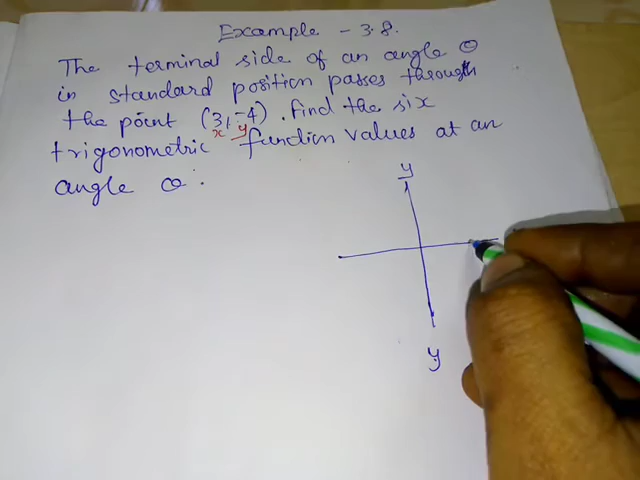 Example - 3.8.
The terminal side of an angle θ
in standard position passes through
the point (3, -4) . find the six
x y
trigonometric function values at an
angle θ .
y
y